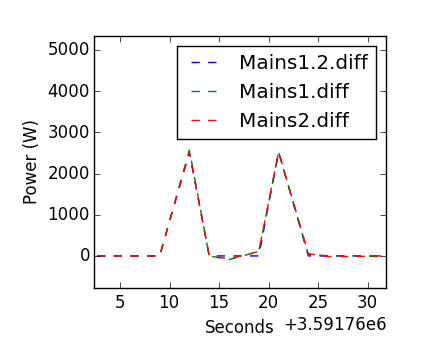 5000
4000
3000
2000
1000
0
Power (W)
Mains1.2.diff
Mains1.diff
Mains2.diff
5 10 15 20 25 30
Seconds
+3.59176e6